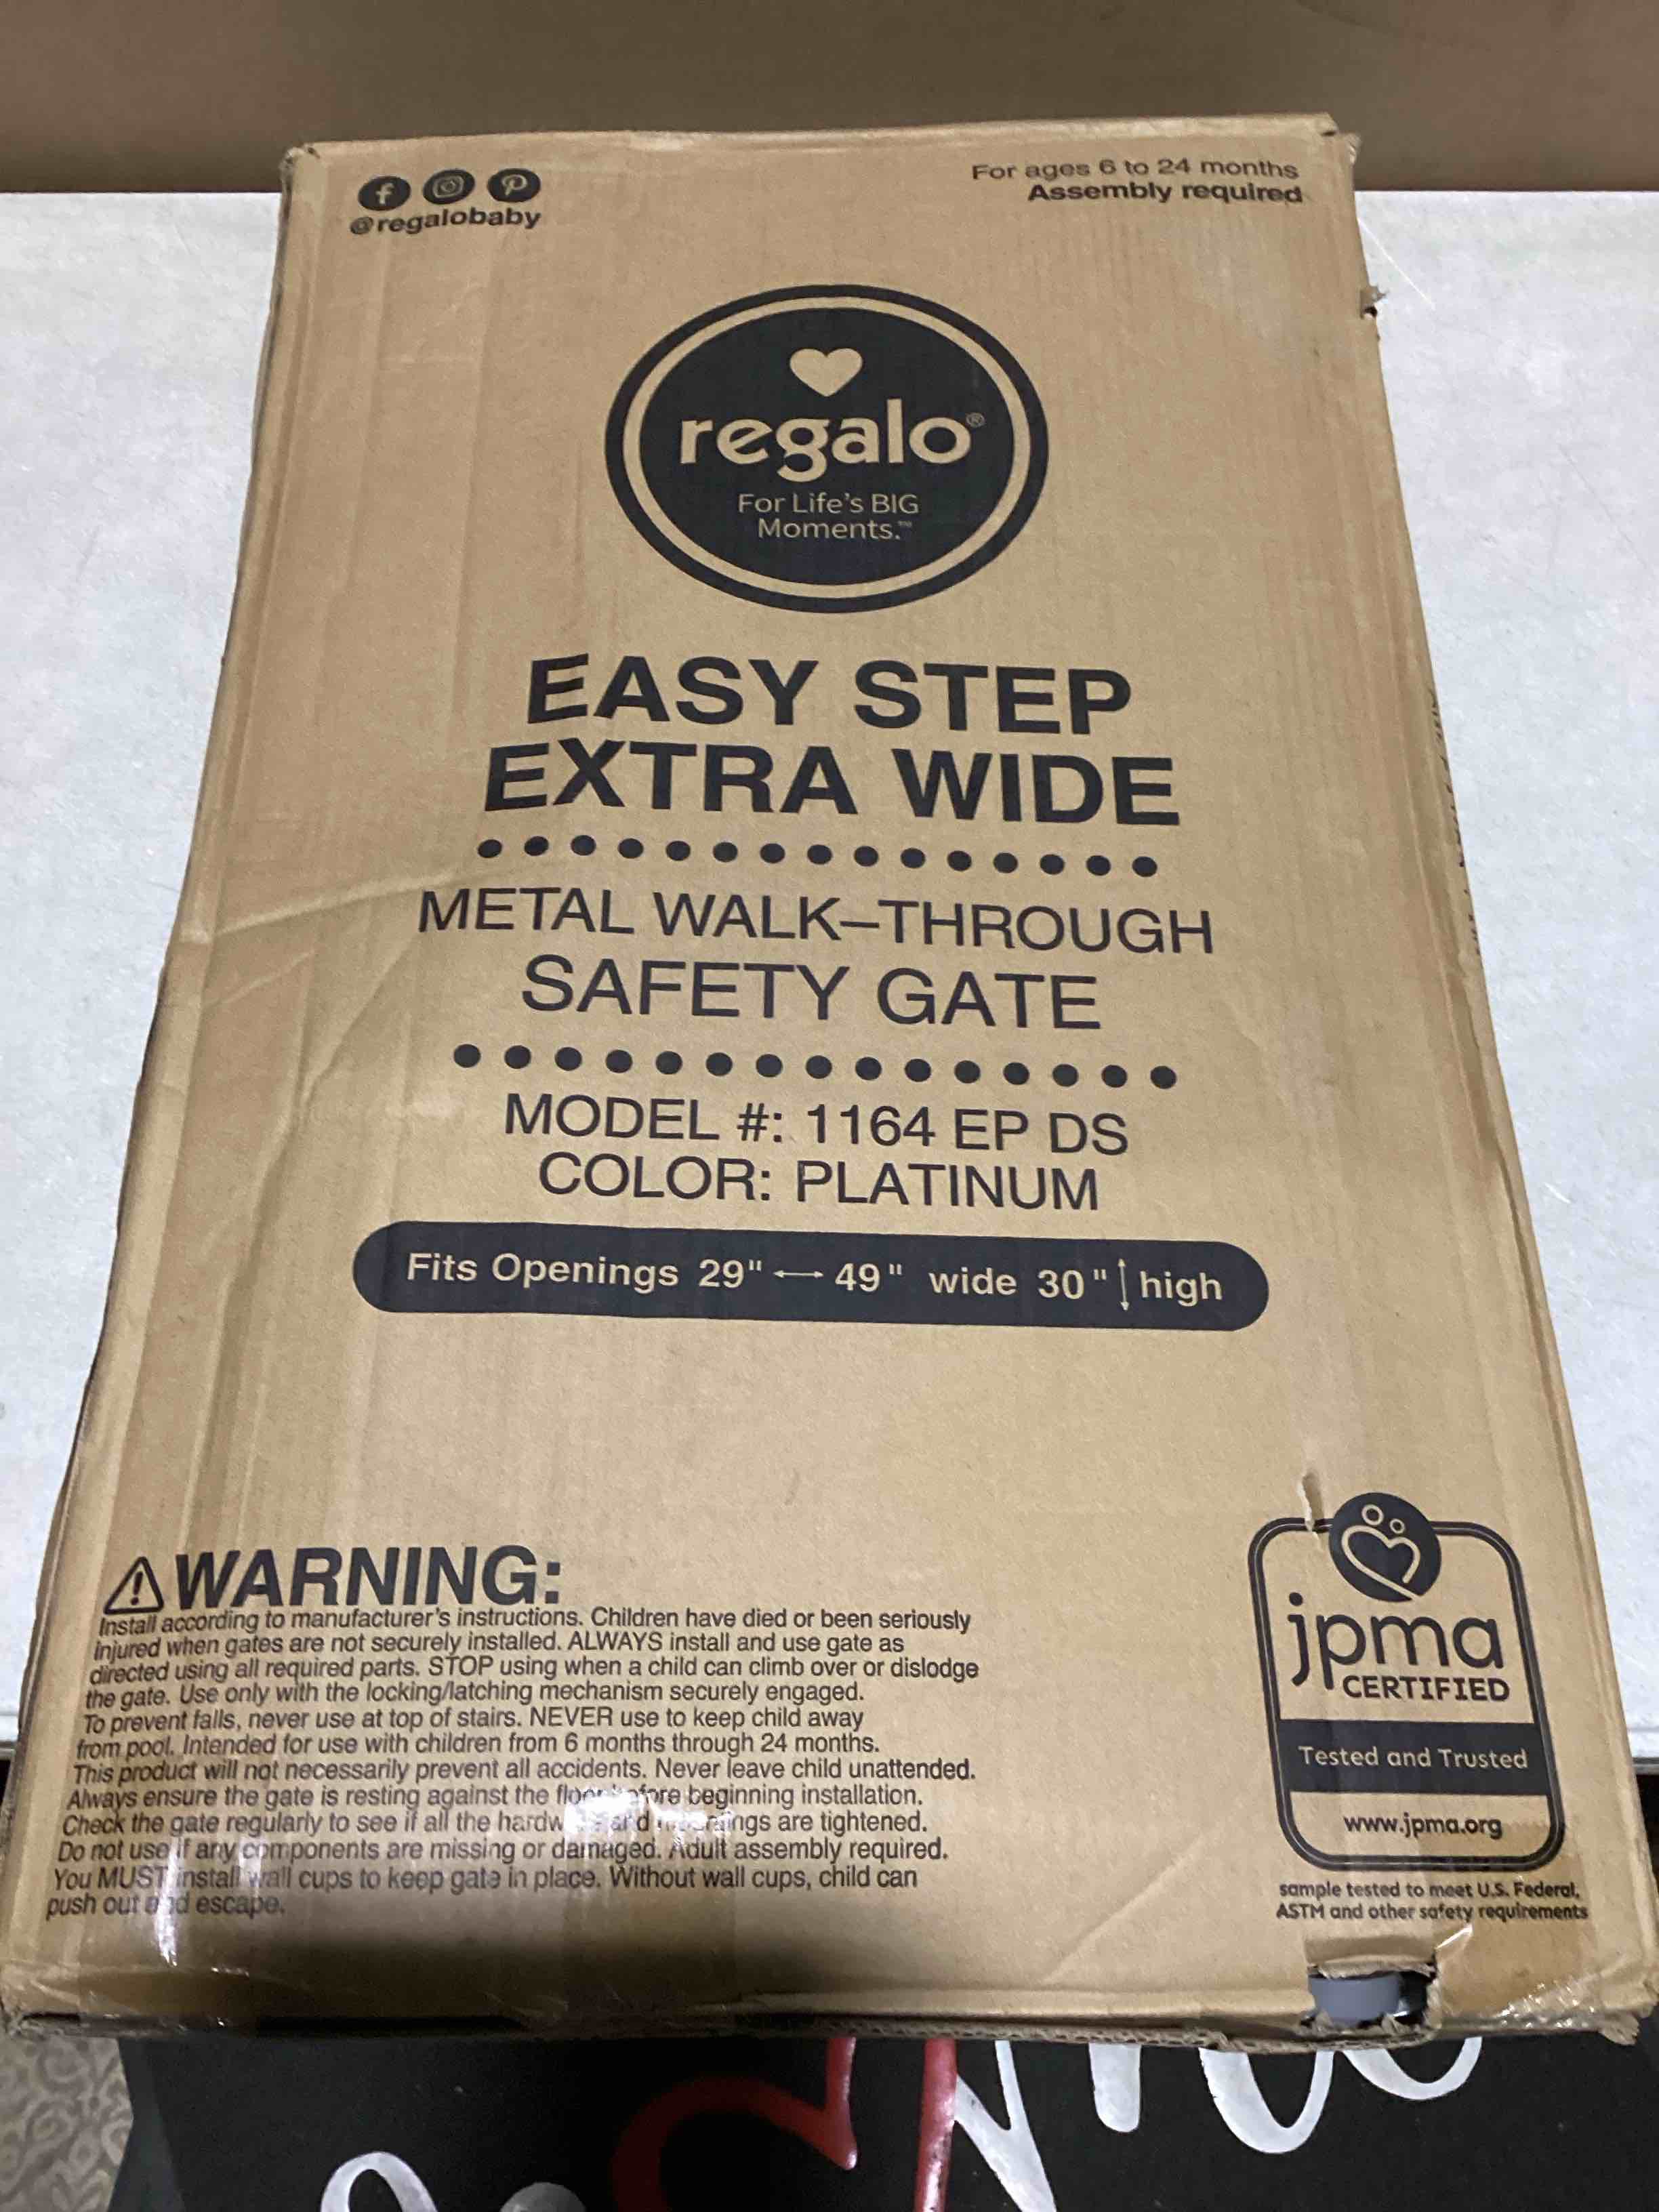 @regalobaby
For ages 6 to 24 months
Assembly required
regalo®
For Life's BIG
Moments.™
EASY STEP
EXTRA WIDE
METAL WALK-THROUGH
SAFETY GATE
MODEL #: 1164 EP DS
COLOR: PLATINUM
Fits Openings 29" ⟷ 49" wide 30" ↕ high
⚠WARNING:
Install according to manufacturer's instructions. Children have died or been seriously
injured when gates are not securely installed. ALWAYS install and use gate as
directed using all required parts. STOP using when a child can climb over or dislodge
the gate. Use only with the locking/latching mechanism securely engaged.
To prevent falls, never use at top of stairs. NEVER use to keep child away
from pool. Intended for use with children from 6 months through 24 months.
This product will not necessarily prevent all accidents. Never leave child unattended.
Always ensure the gate is resting against the floor before beginning installation.
Check the gate regularly to see if all the and are tightened.
Do not use if any components are missing or damaged. Adult assembly required.
You MUST install wall cups to keep gate in place. Without wall cups, child can
push out and escape.
jpma
CERTIFIED
Tested and Trusted
www.jpma.org
sample tested to meet U.S. Federal,
ASTM and other safety requirements